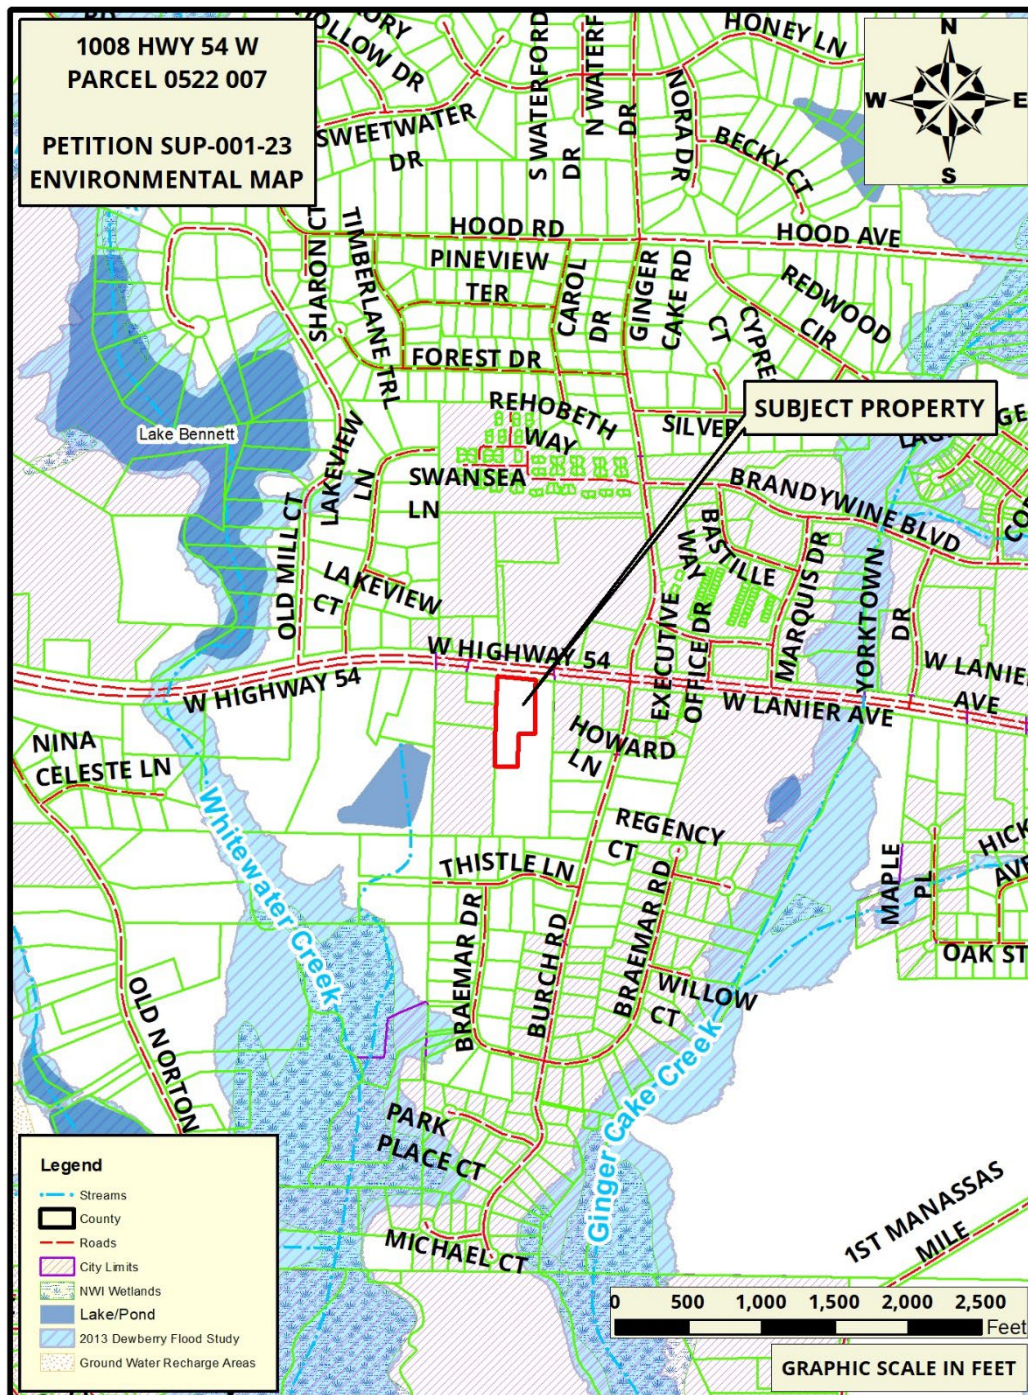 1008 HWY 54 W
PARCEL 0522 007
PETITION SUP-001-23
ENVIRONMENTAL MAP
N
W
E
S
HOLLOW DR
SWEETWATER
DR
S WATERFORD
DR
N WATERF
DR
HONEY LN
NORA DR
BECKY CT
HOOD RD
HOOD AVE
SHARON CT
TIMBERLANE TRL
PINEVIEW
TER
CAROL
DR
GINGER
CAKE RD
REDWOOD
CIR
CYPRES
CT
FOREST DR
SUBJECT PROPERTY
REHOBETH
WAY
SILVER
Lake Bennett
LAKEVIEW
LN
SWANSEA
LN
BRANDYWINE BLVD
OLD MILL CT
LAKEVIEW
CT
BASTILLE
WAY
MARQUIS DR
YORKTOWN
DR
EXECUTIVE
OFFICE DR
W HIGHWAY 54
W HIGHWAY 54
W LANIER AVE
W LANIER
AVE
HOWARD
LN
NINA
CELESTE LN
Whitewater Creek
THISTLE LN
REGENCY
CT
MAPLE
PL
HICK
AVE
OAK ST
BRAEMAR DR
BURCH RD
BRAEMAR RD
WILLOW
CT
OLD NORTON
Ginger Cake Creek
PARK
PLACE CT
MICHAEL CT
1ST MANASSAS
MILE
Legend
Streams
County
Roads
City Limits
NWI Wetlands
Lake/Pond
2013 Dewberry Flood Study
Ground Water Recharge Areas
0 500 1,000 1,500 2,000 2,500
Feet
GRAPHIC SCALE IN FEET